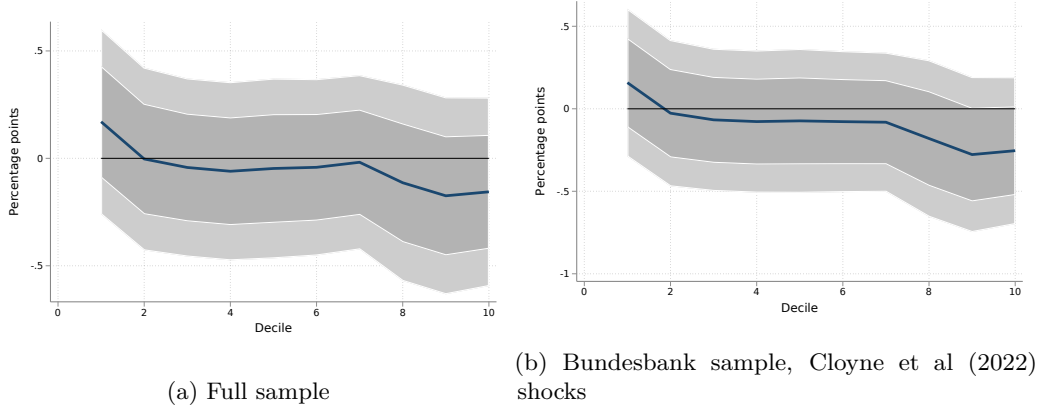 Percentage points
.5
0
-.5
0
2
4
6
8
10
Decile
(a) Full sample
Percentage points
.5
0
-.5
-1
0
2
4
6
8
10
Decile
(b) Bundesbank sample, Cloyne et al (2022)
shocks